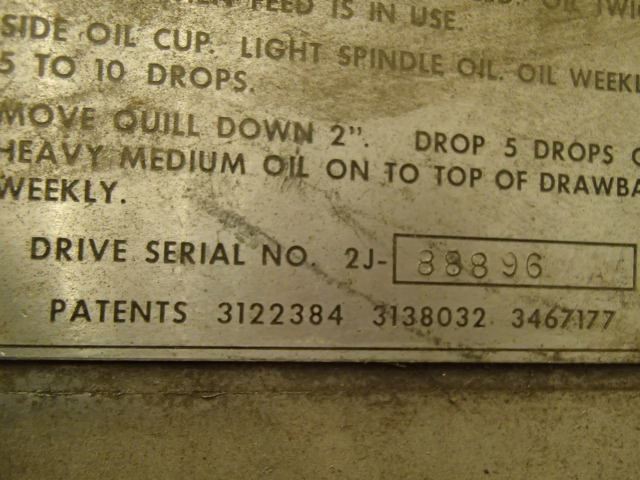 FEED IS IN USE. OIL
SIDE OIL CUP. LIGHT SPINDLE OIL. OIL WEEKL
5 TO 10 DROPS.
MOVE QUILL DOWN 2". DROP 5 DROPS
HEAVY MEDIUM OIL ON TO TOP OF DRAWBA
WEEKLY.
DRIVE SERIAL NO. 2J-88896
PATENTS 3122384 3138032 3467177